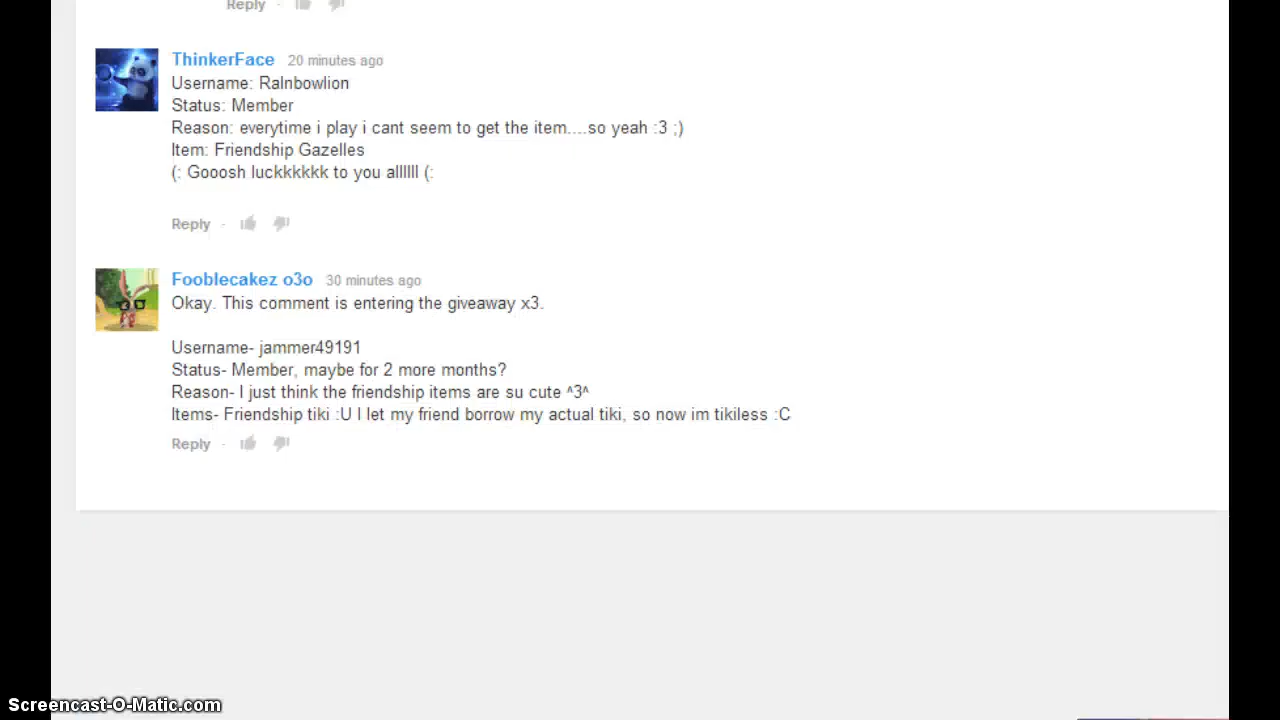 Reply ·
ThinkerFace 20 minutes ago
Username: Ralnbowlion
Status: Member
Reason: everytime i play i cant seem to get the item....so yeah :3 ;)
Item: Friendship Gazelles
(: Gooosh luckkkkkk to you allllll (:
Reply ·
Fooblecakez o3o 30 minutes ago
Okay. This comment is entering the giveaway x3.
Username- jammer49191
Status- Member, maybe for 2 more months?
Reason- I just think the friendship items are su cute ^3^
Items- Friendship tiki :U I let my friend borrow my actual tiki, so now im tikiless :C
Reply ·
Screencast-O-Matic.com